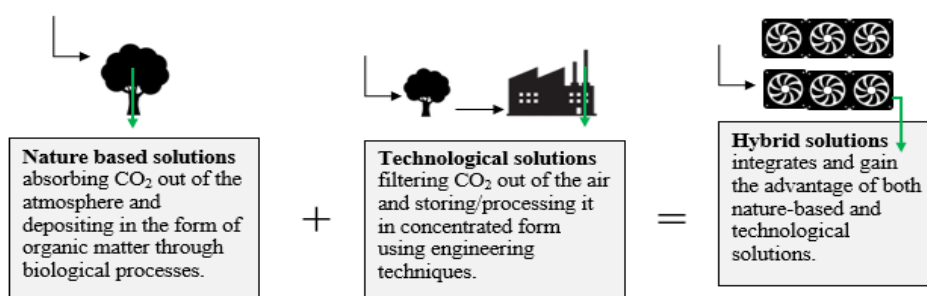 Nature based solutions
absorbing CO₂ out of the
atmosphere and
depositing in the form of
organic matter through
biological processes.
+
Technological solutions
filtering CO₂ out of the air
and storing/processing it
in concentrated form
using engineering
techniques.
=
Hybrid solutions
integrates and gain
the advantage of both
nature-based and
technological
solutions.